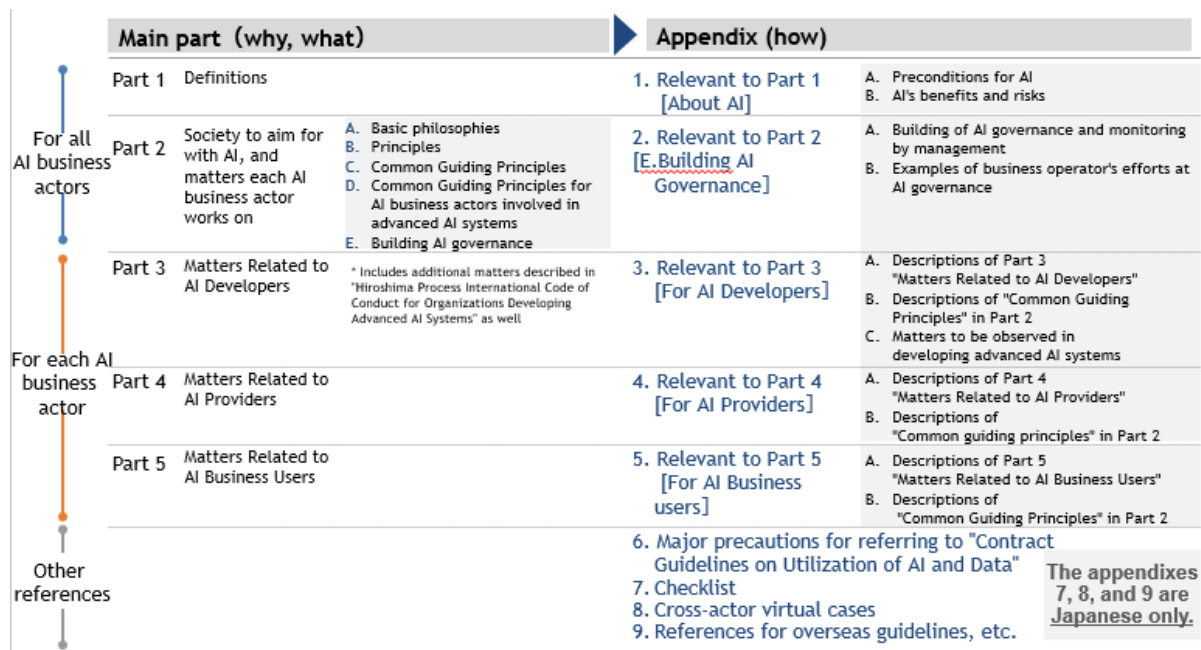 Main part（why, what）
Appendix (how)
For all
AI business
actors
Part 1
Definitions
1. Relevant to Part 1
[About AI]
A. Preconditions for AI
B. AI's benefits and risks
Part 2
Society to aim for
with AI, and
matters each AI
business actor
works on
A. Basic philosophies
B. Principles
C. Common Guiding Principles
D. Common Guiding Principles for
AI business actors involved in
advanced AI systems
E. Building AI governance
2. Relevant to Part 2
[E.Building AI
Governance]
A. Building of AI governance and monitoring
by management
B. Examples of business operator's efforts at
AI governance
For each AI
business
actor
Part 3
Matters Related to
AI Developers
* Includes additional matters described in
"Hiroshima Process International Code of
Conduct for Organizations Developing
Advanced AI Systems" as well
3. Relevant to Part 3
[For AI Developers]
A. Descriptions of Part 3
"Matters Related to AI Developers"
B. Descriptions of "Common Guiding
Principles" in Part 2
C. Matters to be observed in
developing advanced AI systems
Part 4
Matters Related to
AI Providers
4. Relevant to Part 4
[For AI Providers]
A. Descriptions of Part 4
"Matters Related to AI Providers"
B. Descriptions of
"Common guiding principles" in Part 2
Part 5
Matters Related to
AI Business Users
5. Relevant to Part 5
[For AI Business
users]
A. Descriptions of Part 5
"Matters Related to AI Business Users"
B. Descriptions of
"Common Guiding Principles" in Part 2
Other
references
6. Major precautions for referring to "Contract
Guidelines on Utilization of AI and Data"
7. Checklist
8. Cross-actor virtual cases
9. References for overseas guidelines, etc.
The appendixes
7, 8, and 9 are
Japanese only.